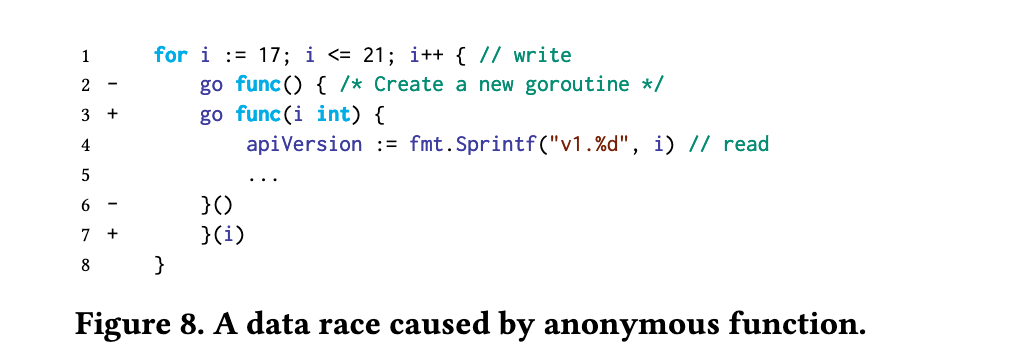 1 for i := 17; i <= 21; i++ { // write
2 - go func() { /* Create a new goroutine */
3 + go func(i int) {
4 apiVersion := fmt.Sprintf("v1.%d", i) // read
5 ...
6 - }()
7 + }(i)
8 }
Figure 8. A data race caused by anonymous function.